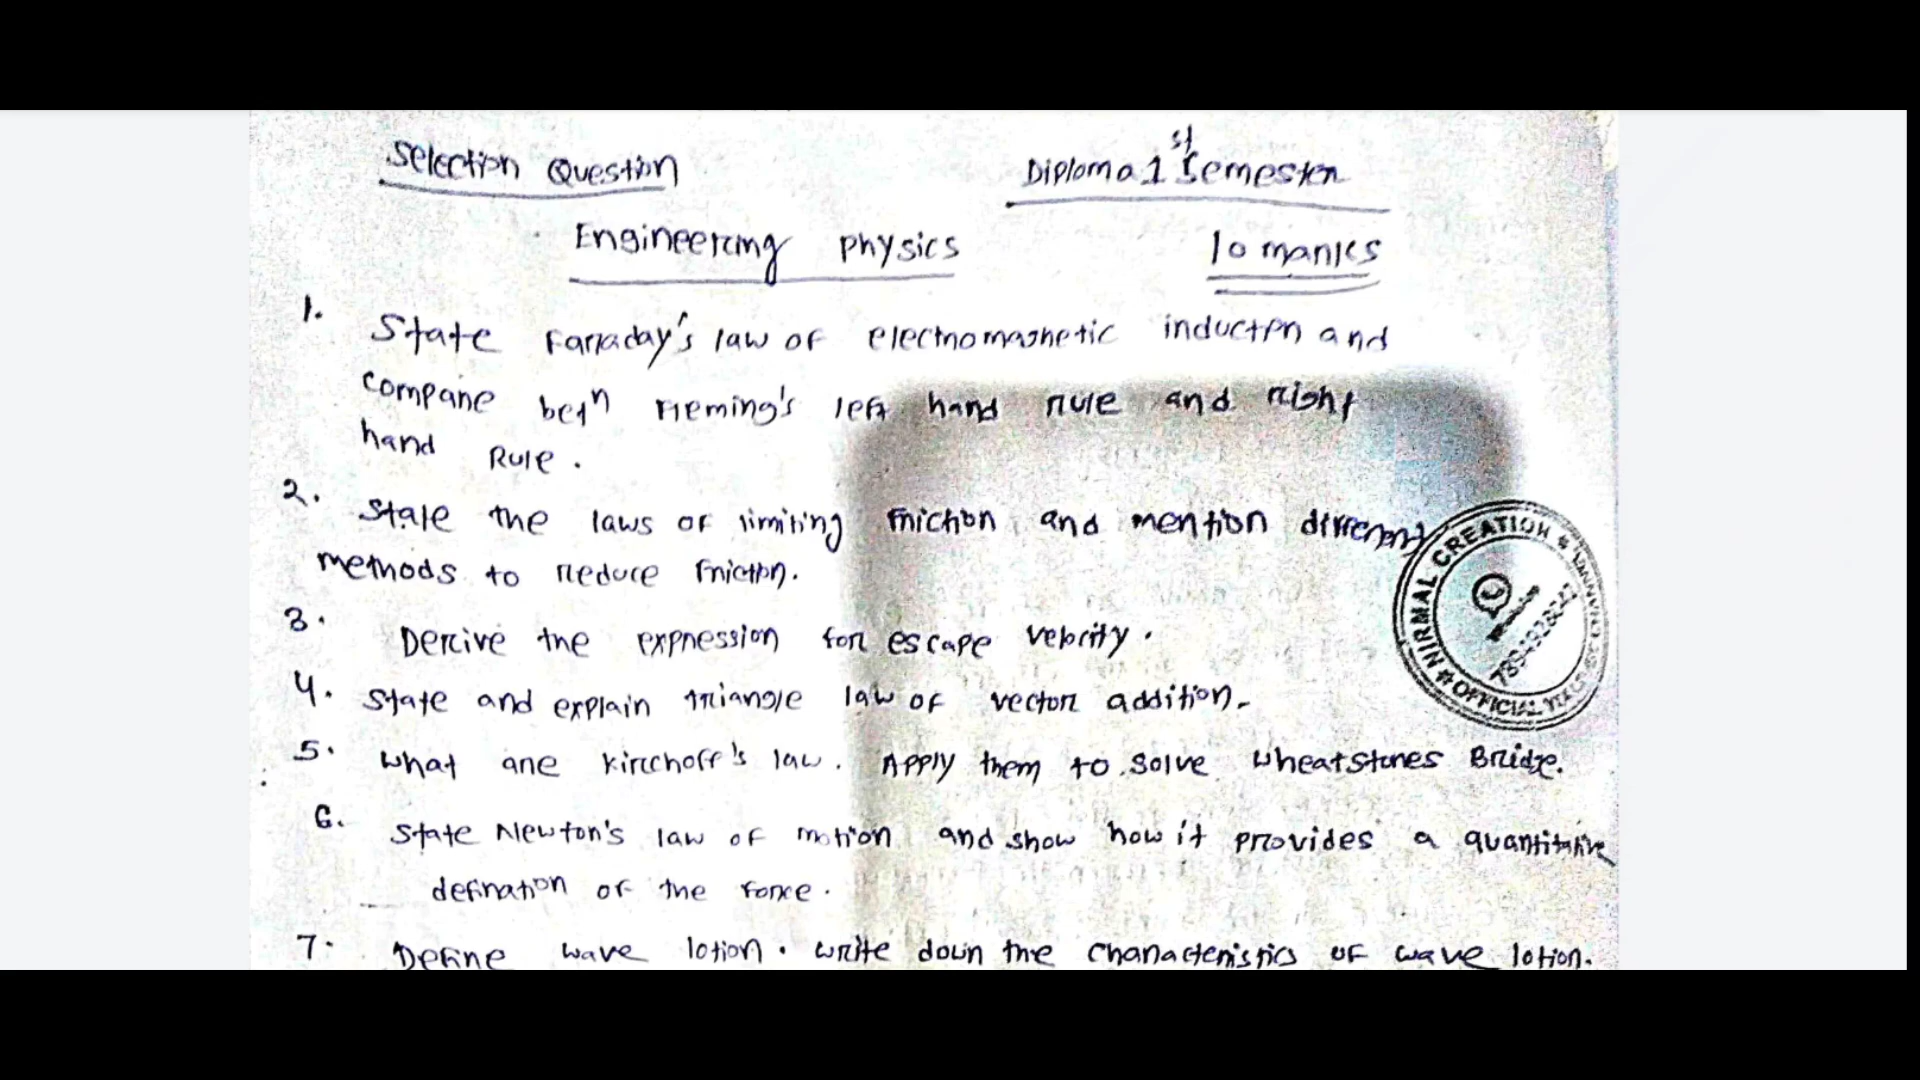 Selection Question
Diploma 1st Semester
Engineering Physics
10 marks
1. State Farraday's law of electromagnetic induction and
compare betn Fleming's left hand rule and right
hand Rule.
2. State the laws of limiting friction and mention different
methods to reduce friction.
3. Derive the expression for escape velocity.
4. State and explain triangle law of vector addition.
5. What are Kirchoff's law. Apply them to solve Wheatstones Bridge.
6. State Newton's law of motion and show how it provides a quantitative
defination of the force.
7. Define wave lotion. Write down the characteristics of wave lotion.
NIRMAL CREATION
OFFICIAL